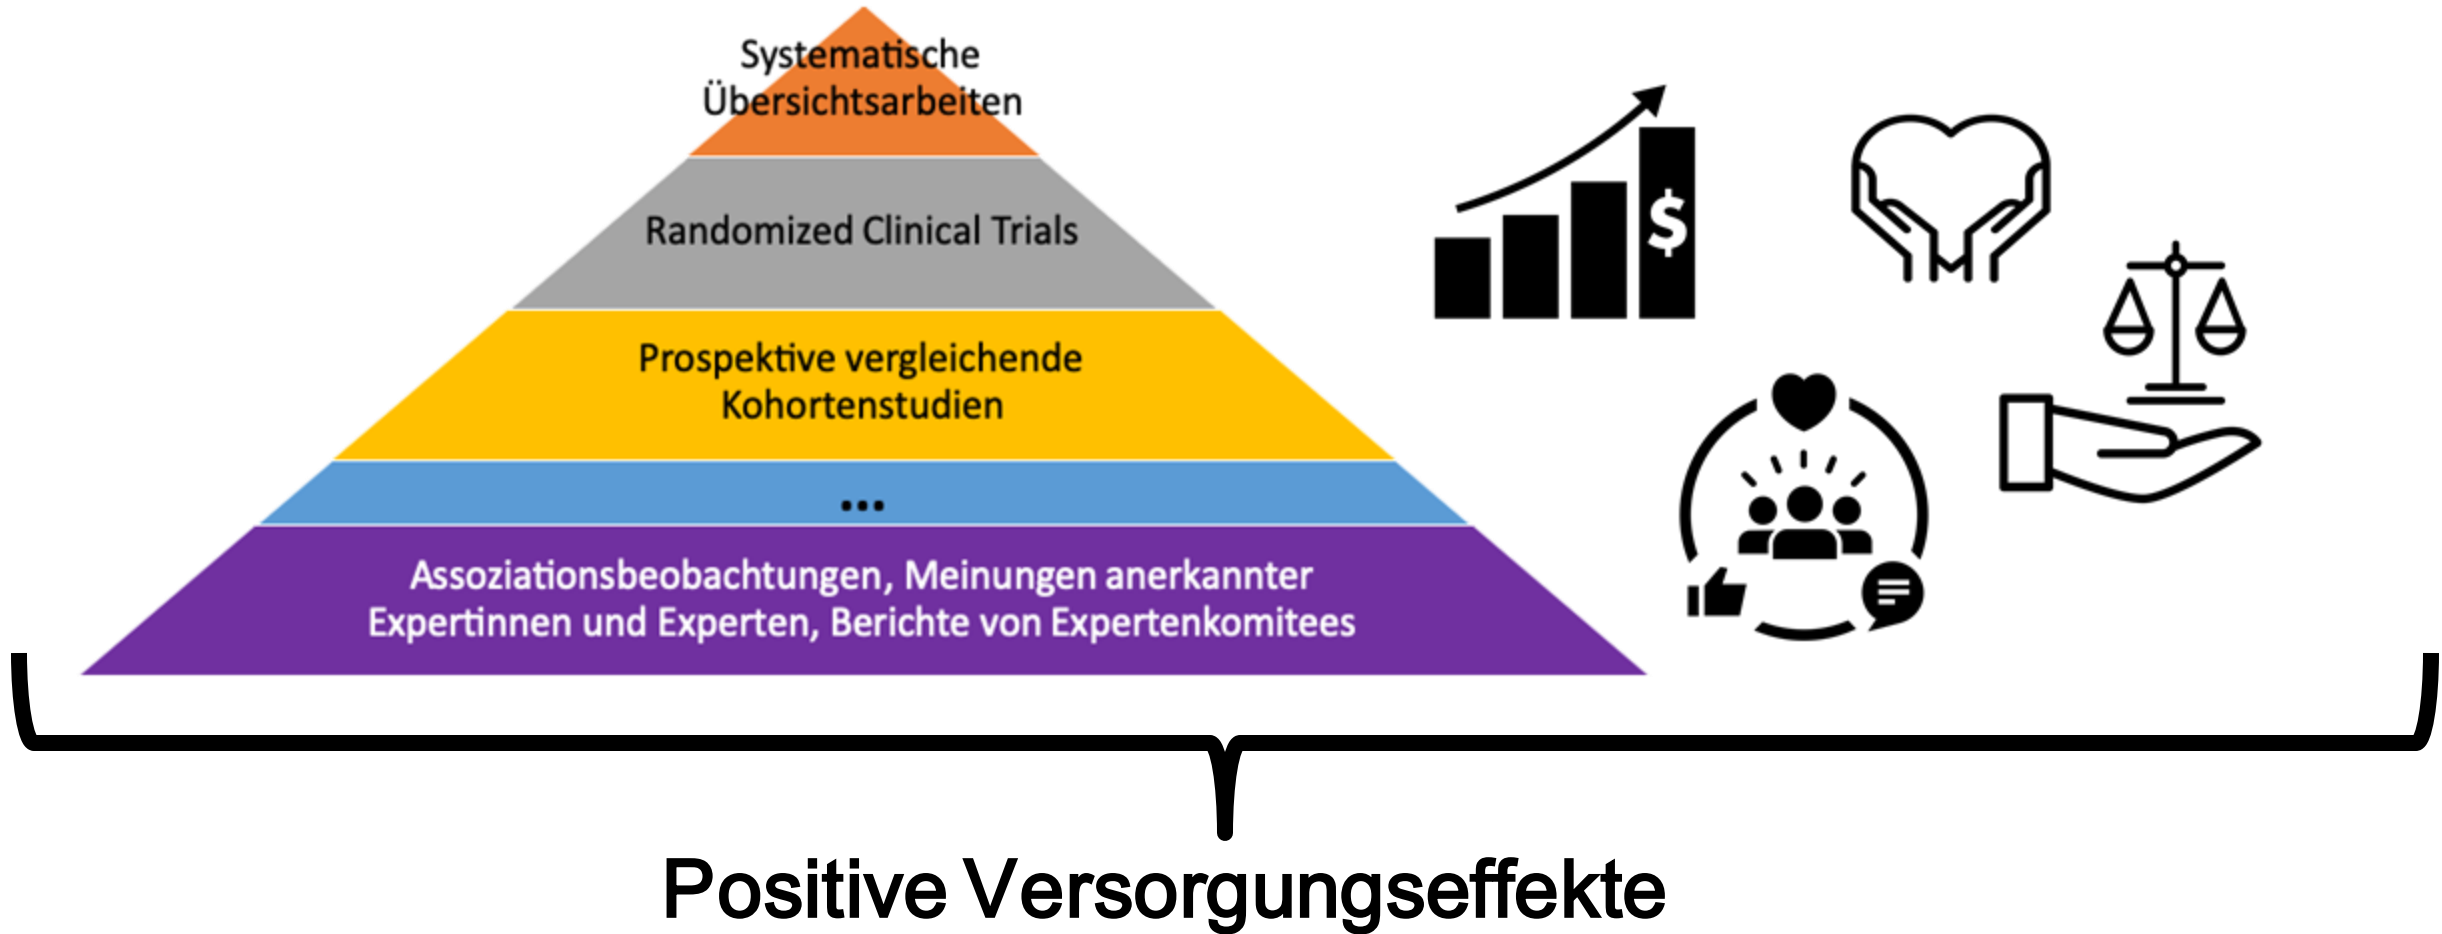 Systematische
Übersichtsarbeiten
Randomized Clinical Trials
Prospektive vergleichende
Kohortenstudien
...
Assoziationsbeobachtungen, Meinungen anerkannter
Expertinnen und Experten, Berichte von Expertenkomitees
$
Positive Versorgungseffekte